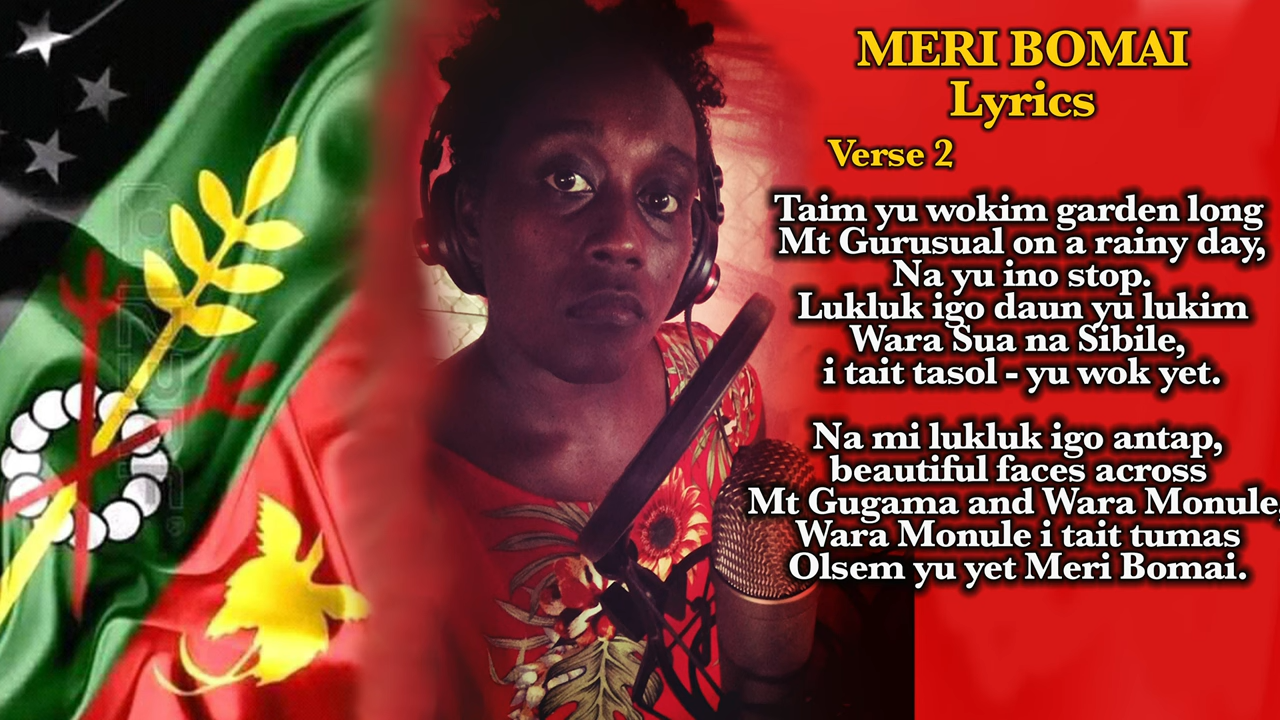 MERI BOMAI
Lyrics
Verse 2
Taim yu wokim garden long
Mt Gurusual on a rainy day,
Na yu ino stop.
Lukluk igo daun yu lukim
Wara Sua na Sibile,
i tait tasol - yu wok yet.
Na mi lukluk igo antap,
beautiful faces across
Mt Gugama and Wara Monule,
Wara Monule i tait tumas
Olsem yu yet Meri Bomai.